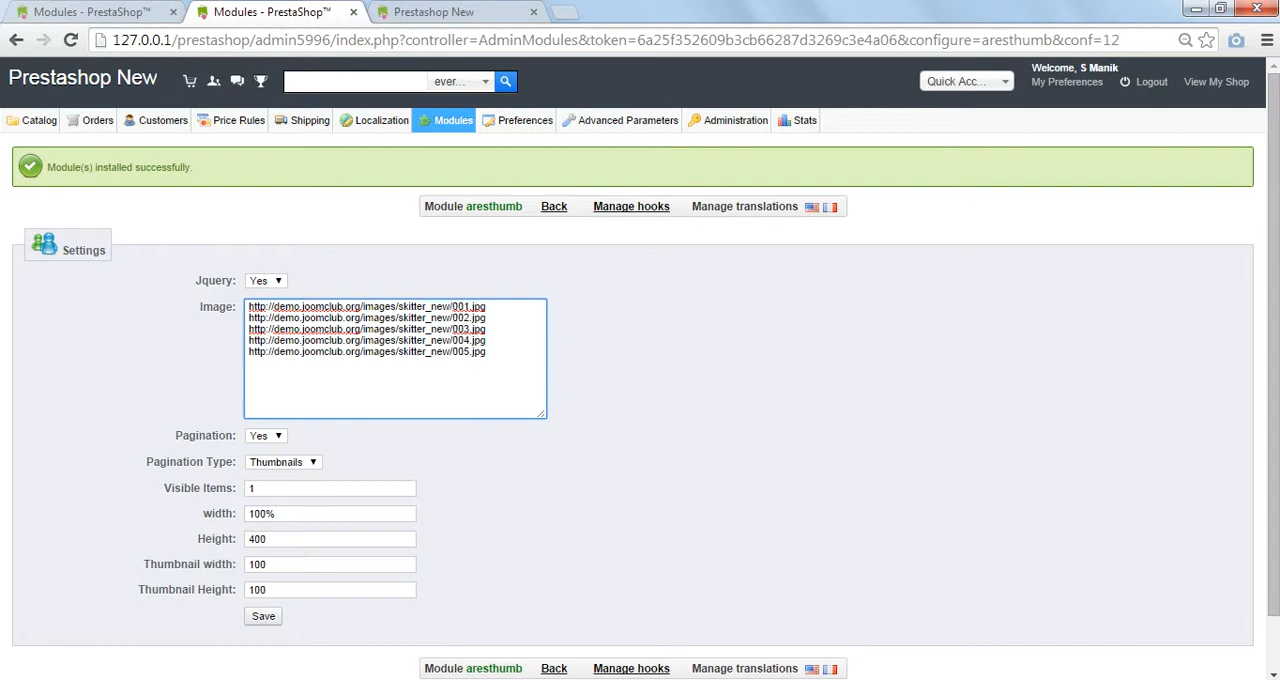 Modules - PrestaShop™ × Modules - PrestaShop™ × Prestashop New ×
127.0.0.1/prestashop/admin5996/index.php?controller=AdminModules&token=6a25f352609b3cb66287d3269c3e4a06&configure=aresthumb&conf=12
Prestashop New ever... Quick Acc... Welcome, S Manik
My Preferences Logout View My Shop
Catalog Orders Customers Price Rules Shipping Localization Modules Preferences Advanced Parameters Administration Stats
Module(s) installed successfully.
Module aresthumb Back Manage hooks Manage translations
Settings
Jquery: Yes
Image: http://demo.joomclub.org/images/skitter_new/001.jpg
http://demo.joomclub.org/images/skitter_new/002.jpg
http://demo.joomclub.org/images/skitter_new/003.jpg
http://demo.joomclub.org/images/skitter_new/004.jpg
http://demo.joomclub.org/images/skitter_new/005.jpg
Pagination: Yes
Pagination Type: Thumbnails
Visible Items: 1
width: 100%
Height: 400
Thumbnail width: 100
Thumbnail Height: 100
Save
Module aresthumb Back Manage hooks Manage translations